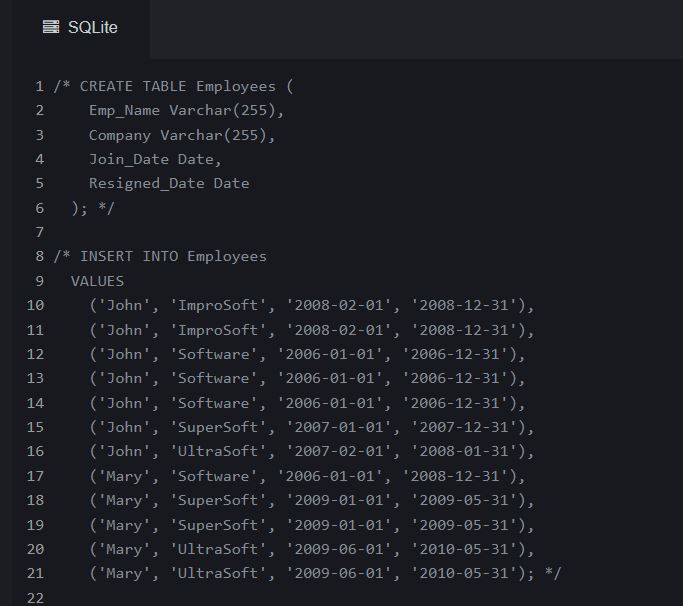 SQLite
1 /* CREATE TABLE Employees (
2 Emp_Name Varchar(255),
3 Company Varchar(255),
4 Join_Date Date,
5 Resigned_Date Date
6 ); */
7
8 /* INSERT INTO Employees
9 VALUES
10 ('John', 'ImproSoft', '2008-02-01', '2008-12-31'),
11 ('John', 'ImproSoft', '2008-02-01', '2008-12-31'),
12 ('John', 'Software', '2006-01-01', '2006-12-31'),
13 ('John', 'Software', '2006-01-01', '2006-12-31'),
14 ('John', 'Software', '2006-01-01', '2006-12-31'),
15 ('John', 'SuperSoft', '2007-01-01', '2007-12-31'),
16 ('John', 'UltraSoft', '2007-02-01', '2008-01-31'),
17 ('Mary', 'Software', '2006-01-01', '2008-12-31'),
18 ('Mary', 'SuperSoft', '2009-01-01', '2009-05-31'),
19 ('Mary', 'SuperSoft', '2009-01-01', '2009-05-31'),
20 ('Mary', 'UltraSoft', '2009-06-01', '2010-05-31'),
21 ('Mary', 'UltraSoft', '2009-06-01', '2010-05-31'); */
22